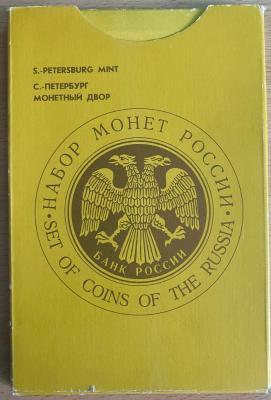 S.-PETERSBURG MINT
С.-ПЕТЕРБУРГ
МОНЕТНЫЙ ДВОР
• НАБОР МОНЕТ РОССИИ •
БАНК РОССИИ
SET OF COINS OF THE RUSSIA